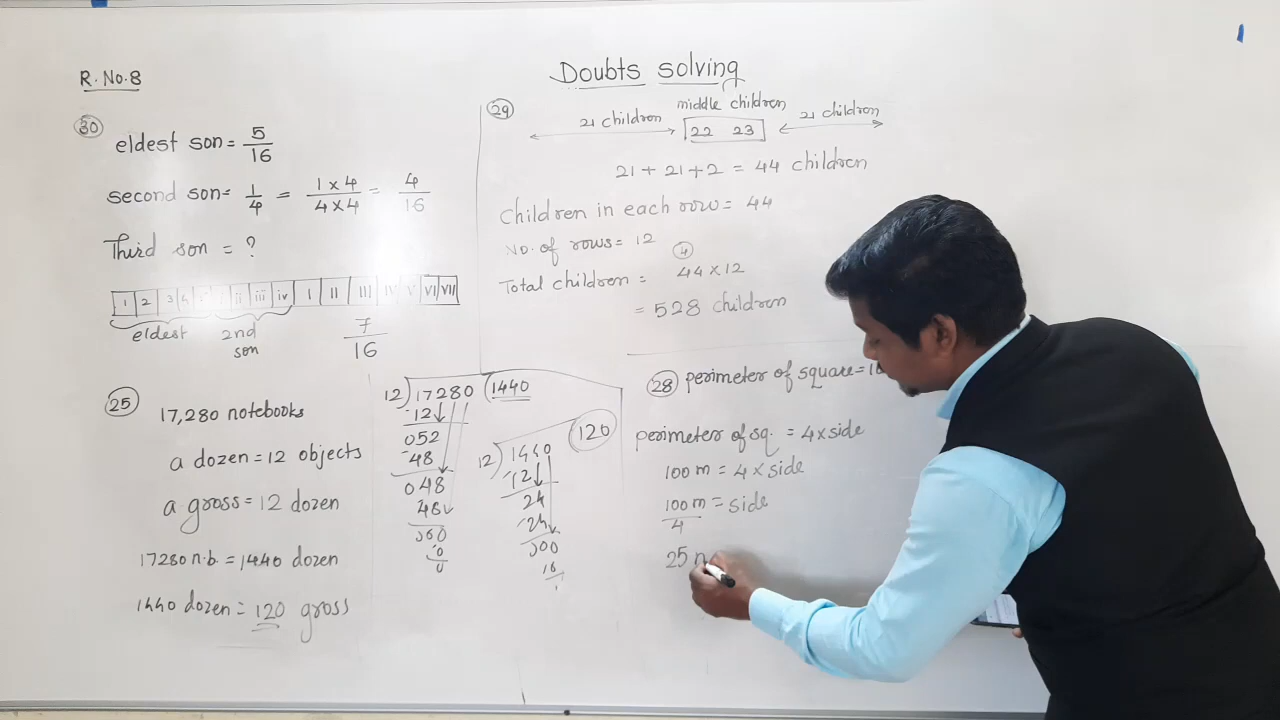 R. No. 8
Doubts solving
30
eldest son = 5/16
second son = 1/4 = 1 x 4/4 x 4 = 4/16
Third son = ?
1 2 3 4 5 i ii iii iv I II III IV V VI VII
eldest 2nd son
7/16
29
21 children middle children 21 children
22 23
21 + 21 + 2 = 44 children
Children in each row = 44
No. of rows = 12
4
Total children = 44 x 12
= 528 children
25
17,280 notebooks
a dozen = 12 objects
a gross = 12 dozen
17280 n.b. = 1440 dozen
1440 dozen = 120 gross
12) 17280 (1440
12
052
48
048
48
000
0
0
12) 1440 120
12
24
24
000
28 perimeter of square =
perimeter of sq. = 4 x side
100 m = 4 x side
100 m/4 = side
25